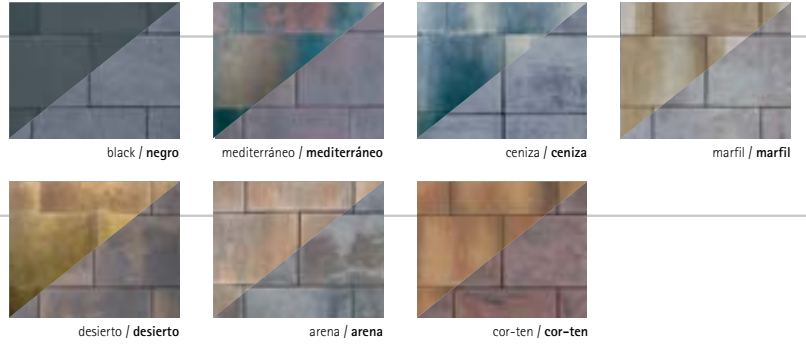 black / negro
mediterráneo / mediterráneo
ceniza / ceniza
marfil / marfil
desierto / desierto
arena / arena
cor-ten / cor-ten